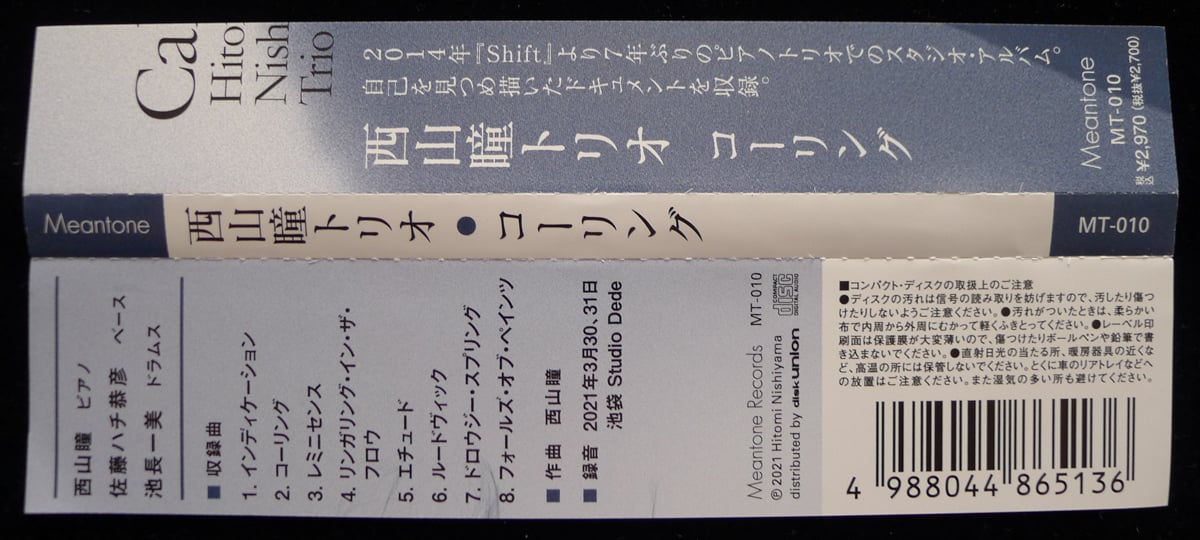 Ca
Hito
Nish
Trio
2014年『Shift』より7年ぶりのピアノトリオでのスタジオ・アルバム。
自己を見つめ描いたドキュメントを収録。
西山瞳トリオ コーリング
Meantone
MT-010
税込¥2,970(税抜¥2,700)
Meantone
西山瞳トリオ●コーリング
MT-010
西山瞳 ピアノ
佐藤ハチ恭彦 ベース
池長一美 ドラムス
■収録曲
1. インディケーション
2. コーリング
3. レミニセンス
4. リンガリング・イン・ザ・
フロウ
5. エチュード
6. ルードヴィック
7. ドロウジー・スプリング
8. フォールズ・オブ・ペインツ
■作曲 西山瞳
■録音 2021年3月30、31日
池袋 Studio Dede
Meantone Records MT-010
℗ 2021 Hitomi Nishiyama
distributed by diskunion
COMPACT
disc
DIGITAL AUDIO
■コンパクト・ディスクの取扱上のご注意
●ディスクの汚れは信号の読み取りを妨げますので、汚したり傷つ
けたりしないようご注意ください。●汚れがついたときは、柔らかい
布で内周から外周にむかって軽くふきとってください。●レーベル印
刷面は保護膜が大変薄いので、傷つけたりボールペンや鉛筆で書
き込まないでください。●直射日光の当たる所、暖房器具の近くな
ど、高温の所には保管しないでください。とくに車のリアトレイなどへ
の放置はご注意ください。また湿気の多い所も避けてください。
4 988044 865136